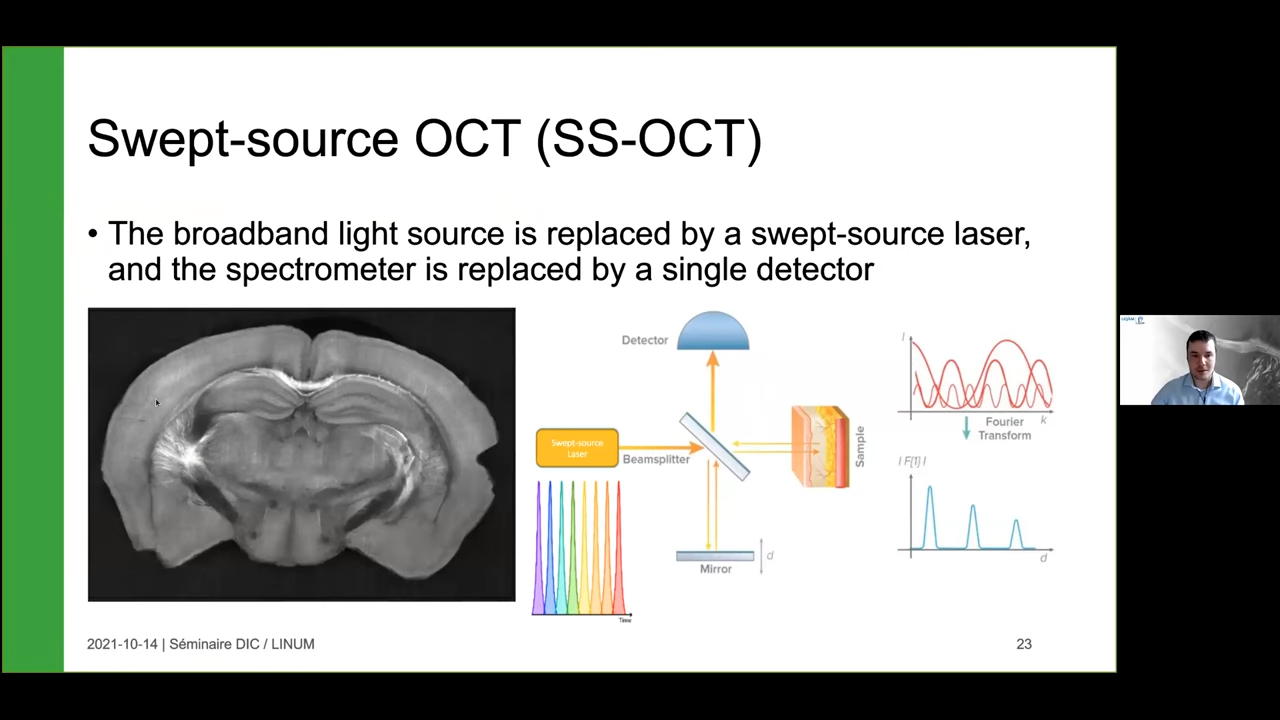 Swept-source OCT (SS-OCT)
• The broadband light source is replaced by a swept-source laser,
and the spectrometer is replaced by a single detector
Detector
Swept-source
Laser
Beamsplitter
Sample
Mirror
d
Time
I
k
Fourier
Transform
| F[1] |
d
2021-10-14 | Séminaire DIC / LINUM
23
UQÀM